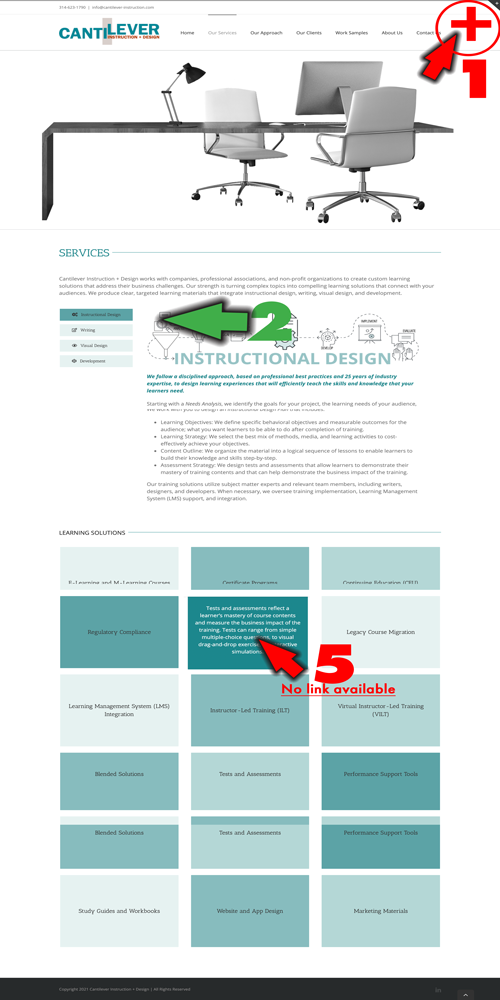 314-623-1790 | info@cantilever-instruction.com
CANTILEVER
INSTRUCTION + DESIGN
Home Our Services Our Approach Our Clients Work Samples About Us Contact
1
SERVICES
Cantilever Instruction + Design works with companies, professional associations, and non-profit organizations to create custom learning
solutions that address their business challenges. Our strength is turning complex topics into compelling learning solutions that connect with your
audiences. We produce clear, targeted learning materials that integrate instructional design, writing, visual design, and development.
Instructional Design
Writing
Visual Design
Development
2
IMPLEMENT
EVALUATE
INSTRUCTIONAL DESIGN
We follow a disciplined approach, based on professional best practices and 25 years of industry
expertise, to design learning experiences that will efficiently teach the skills and knowledge that your
learners need.
Starting with a Needs Analysis, we identify the goals for your project, the learning needs of your audience,
We work with you to design an Instructional Design Plan that includes:
• Learning Objectives: We define specific behavioral objectives and measurable outcomes for the
audience; what you want learners to be able to do after completion of training.
• Learning Strategy: We select the best mix of methods, media, and learning activities to cost-
effectively achieve your objectives.
• Content Outline: We organize the material into a logical sequence of lessons to enable learners to
build their knowledge and skills step-by-step.
• Assessment Strategy: We design tests and assessments that allow learners to demonstrate their
mastery of training contents and that can help demonstrate the business impact of the training.
Our training solutions utilize subject matter experts and relevant team members, including writers,
designers, and developers. When necessary, we oversee training implementation, Learning Management
System (LMS) support, and integration.
LEARNING SOLUTIONS
E-Learning and M-Learning Courses
Certificate Programs
Continuing Education (CEU)
Regulatory Compliance
Tests and assessments reflect a
learner's mastery of course contents
and measure the business impact of the
training. Tests can range from simple
multiple-choice questions, to visual
drag-and-drop exercises
simulations
Legacy Course Migration
5
No link available
Learning Management System (LMS)
Integration
Instructor-Led Training (ILT)
Virtual Instructor-Led Training
(VILT)
Blended Solutions
Tests and Assessments
Performance Support Tools
Blended Solutions
Tests and Assessments
Performance Support Tools
Study Guides and Workbooks
Website and App Design
Marketing Materials
Copyright 2021 Cantilever Instruction + Design | All Rights Reserved
in